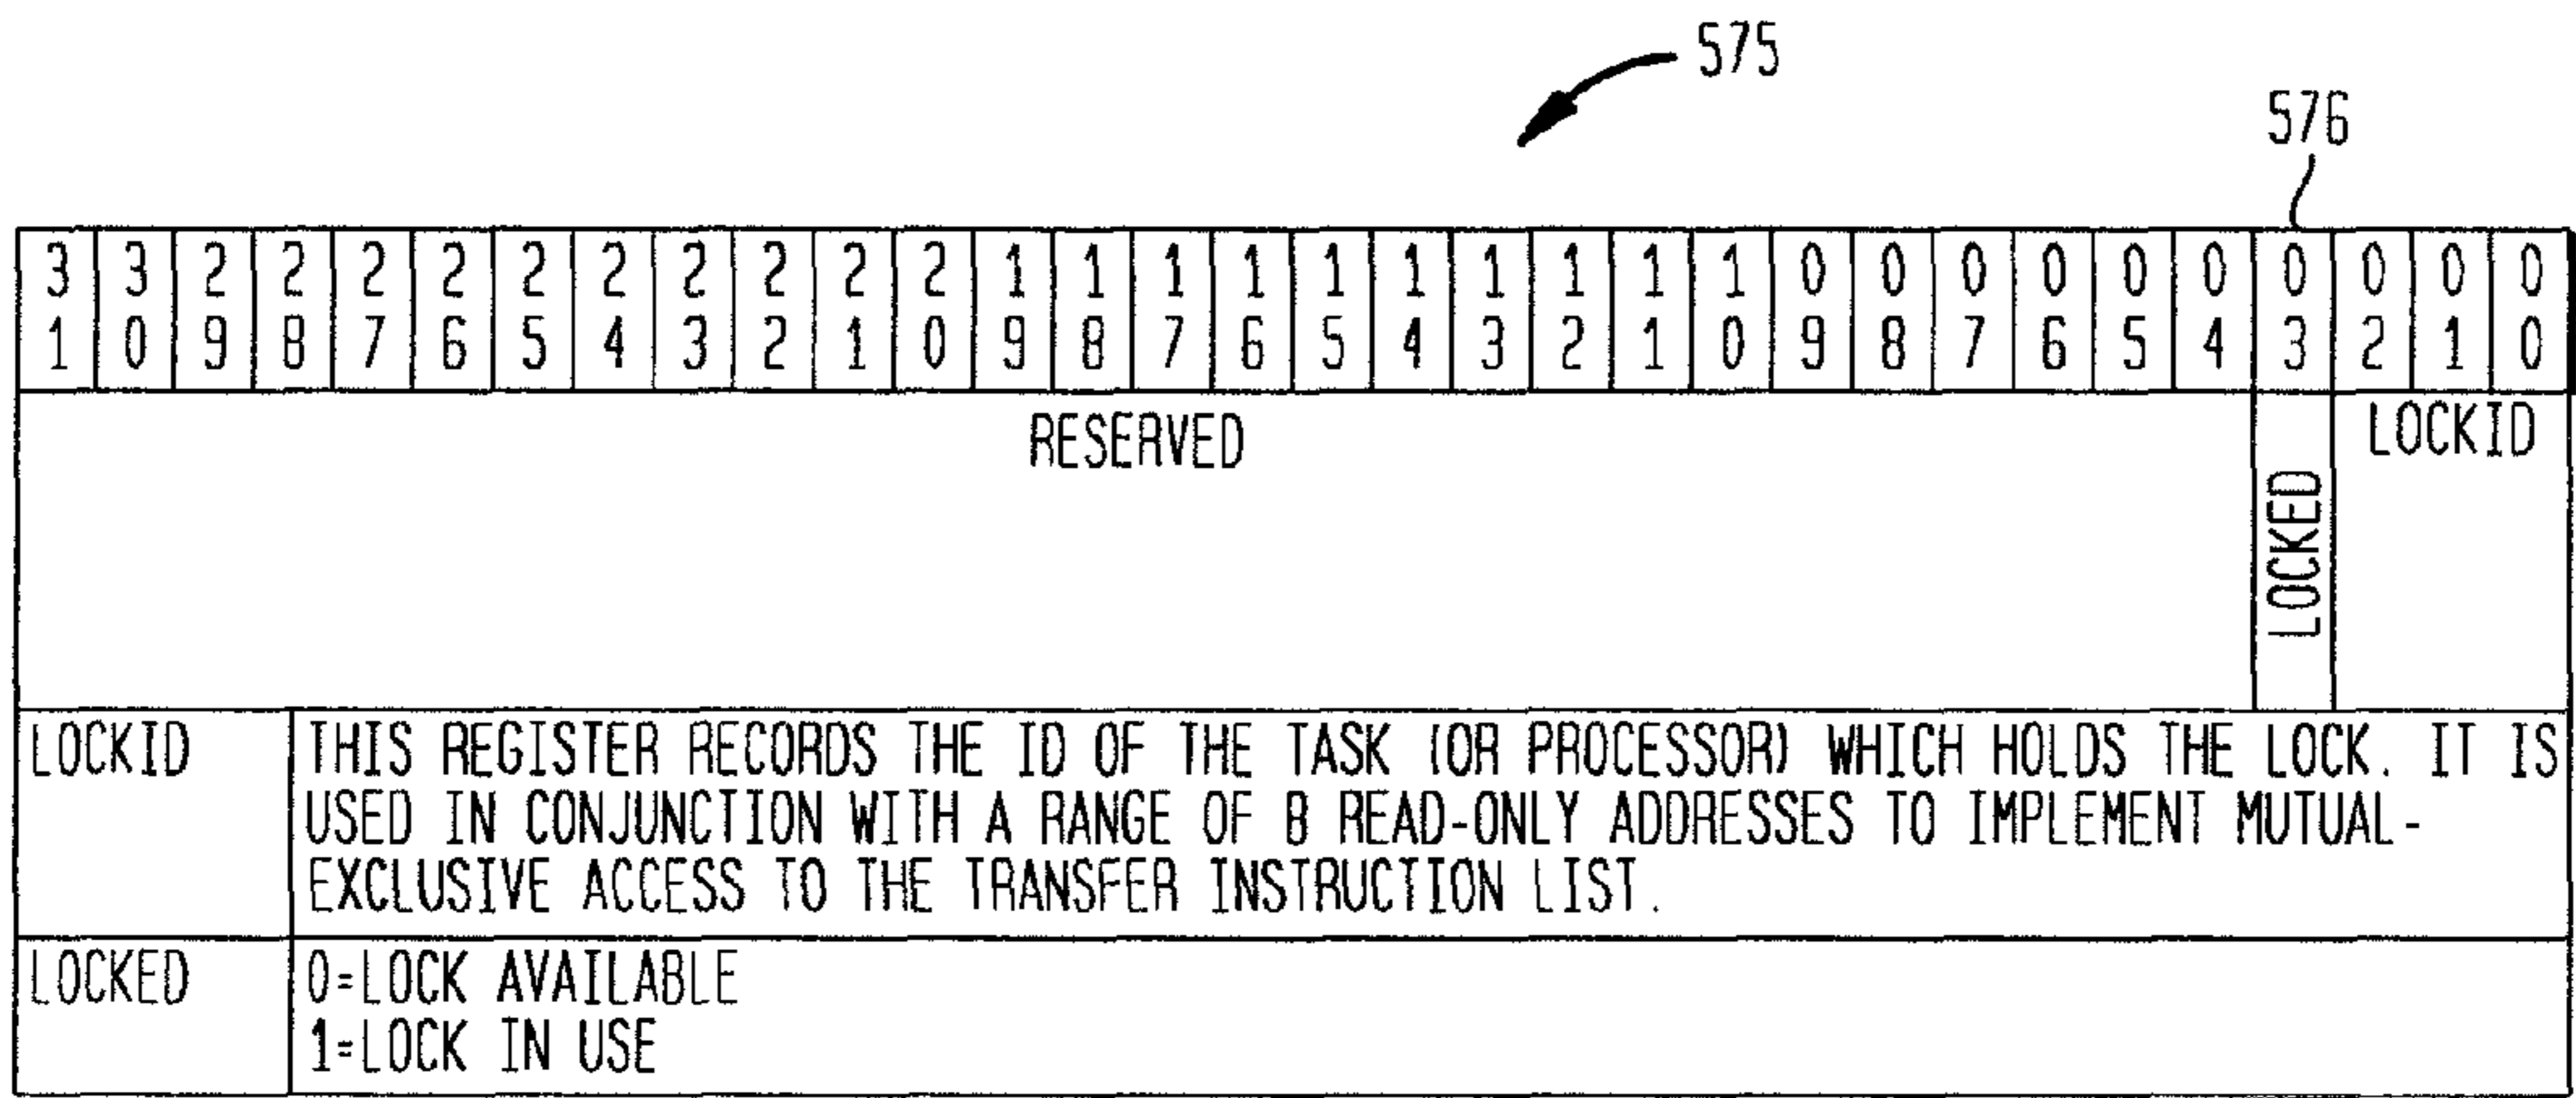 575
576
3 3 2 2 2 2 2 2 2 2 2 2 1 1 1 1 1 1 1 1 1 1 0 0 0 0 0 0 0 0 0 0
1 0 9 8 7 6 5 4 3 2 1 0 9 8 7 6 5 4 3 2 1 0 9 8 7 6 5 4 3 2 1 0
RESERVED
LOCKED
LOCKID
LOCKID
THIS REGISTER RECORDS THE ID OF THE TASK (OR PROCESSOR) WHICH HOLDS THE LOCK. IT IS
USED IN CONJUNCTION WITH A RANGE OF 8 READ-ONLY ADDRESSES TO IMPLEMENT MUTUAL-
EXCLUSIVE ACCESS TO THE TRANSFER INSTRUCTION LIST.
LOCKED
0=LOCK AVAILABLE
1=LOCK IN USE